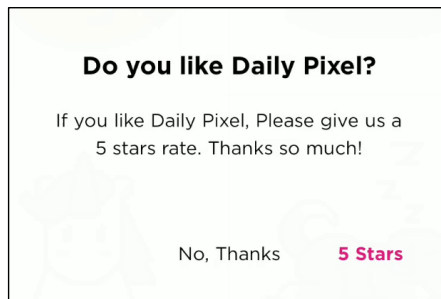 Do you like Daily Pixel?
If you like Daily Pixel, Please give us a
5 stars rate. Thanks so much!
No, Thanks
5 Stars